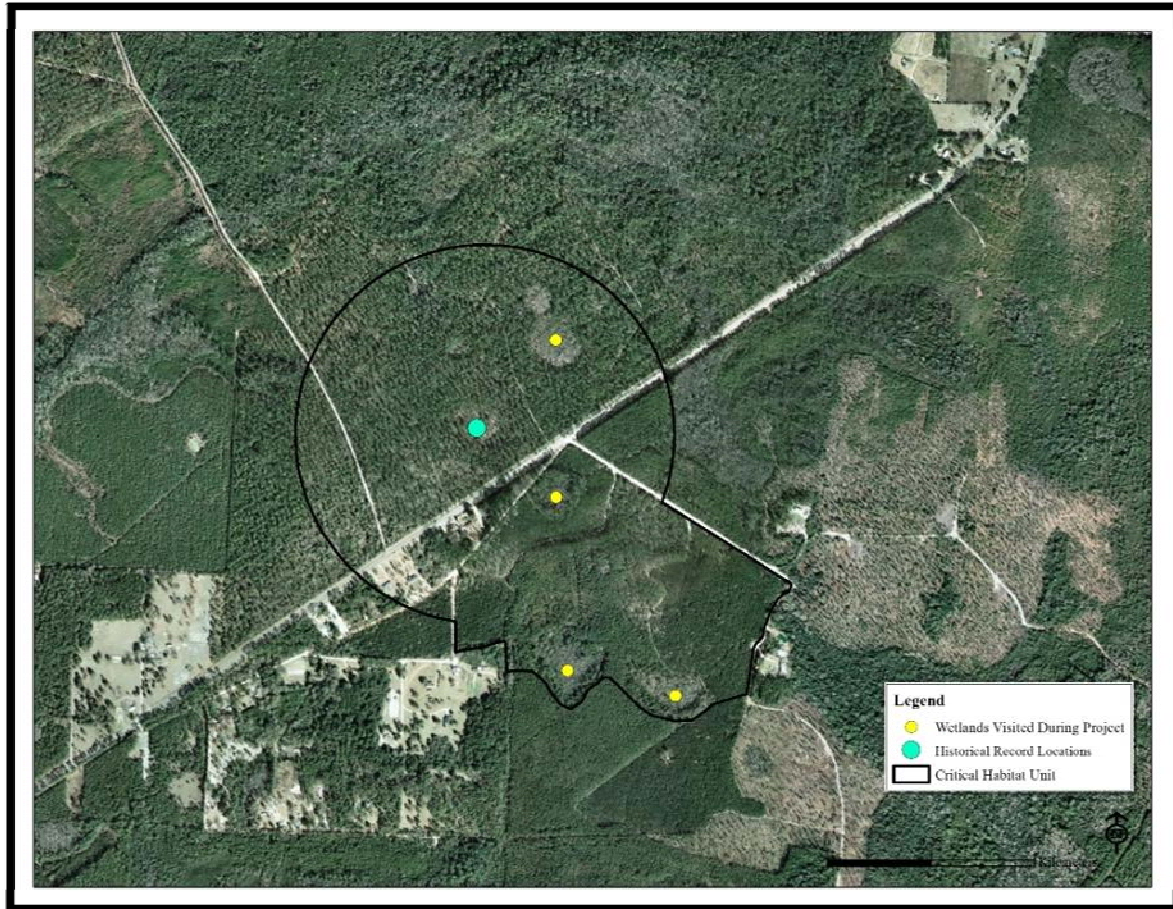 Legend
Wetlands Visited During Project
Historical Record Locations
Critical Habitat Unit